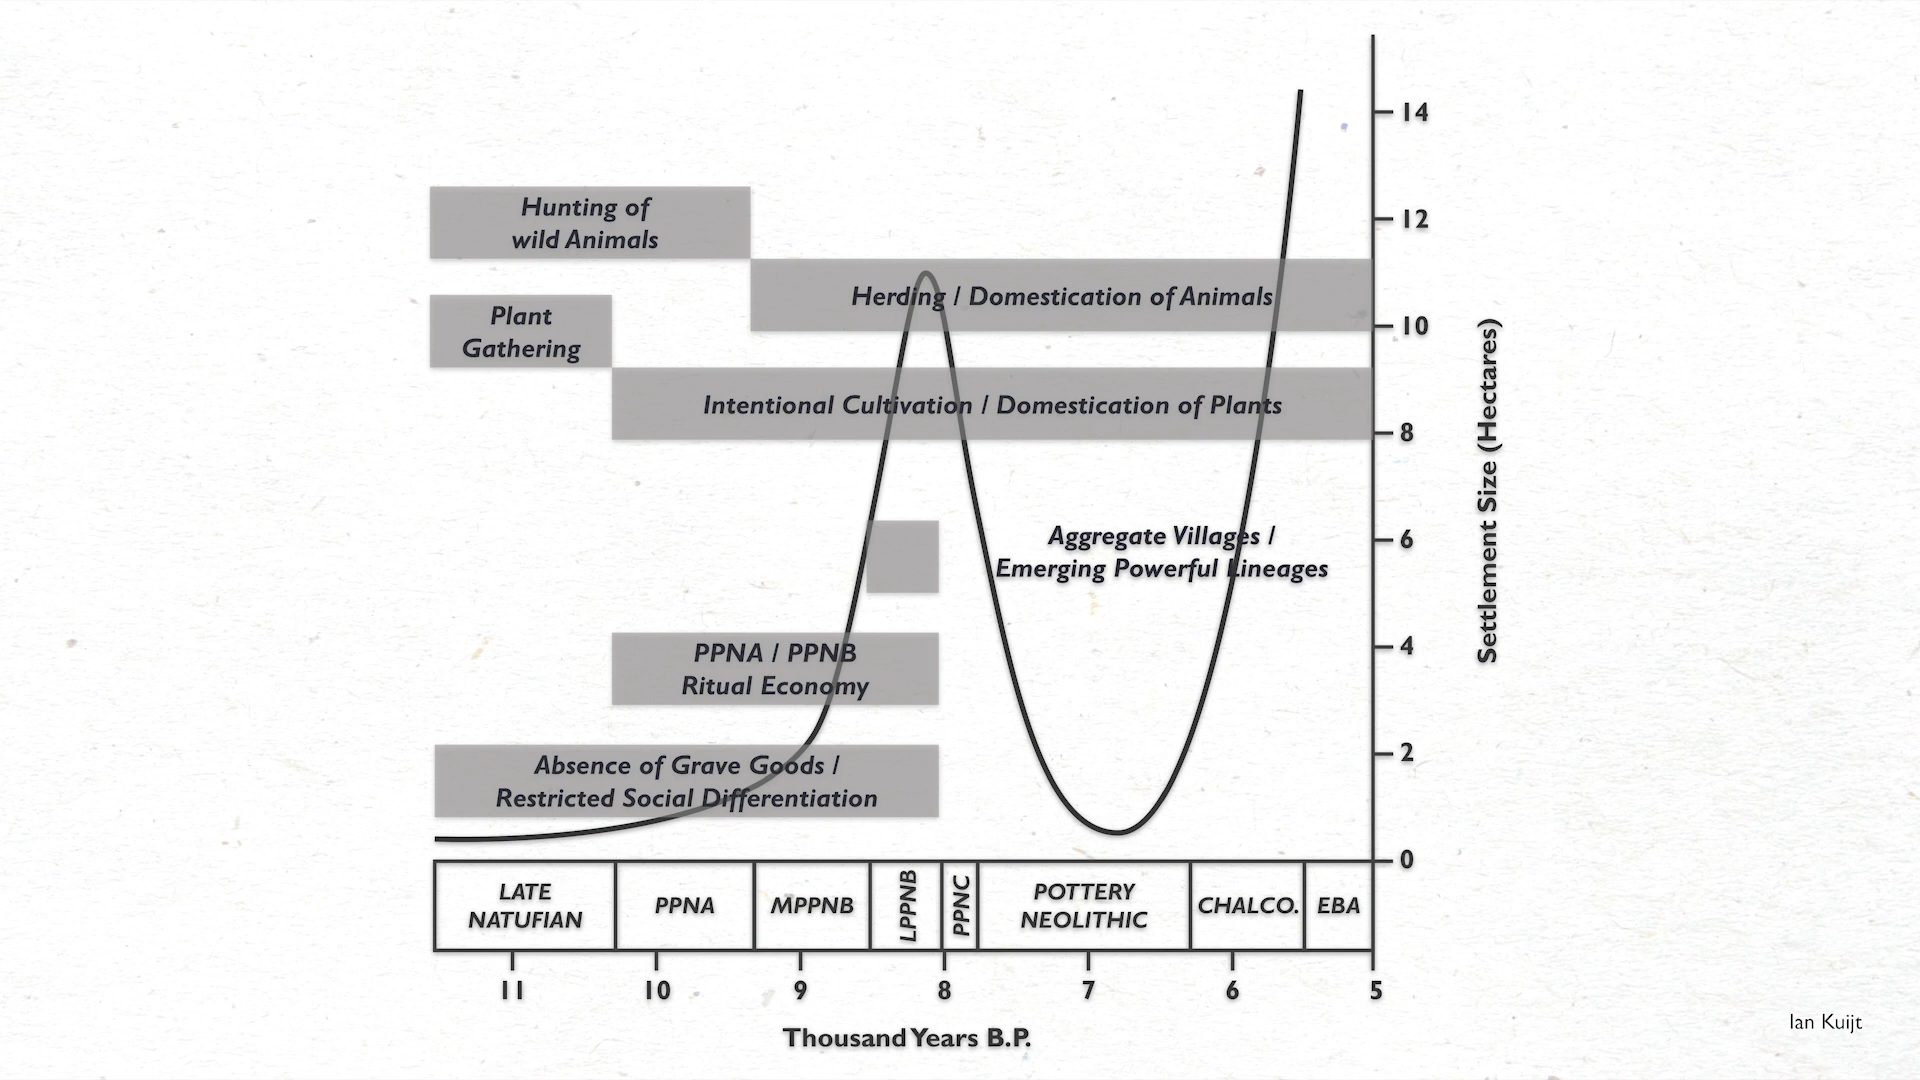 14
12
10
8
6
4
2
0
Settlement Size (Hectares)
Hunting of
wild Animals
Herding / Domestication of Animals
Plant
Gathering
Intentional Cultivation / Domestication of Plants
Aggregate Villages /
Emerging Powerful Lineages
PPNA / PPNB
Ritual Economy
Absence of Grave Goods /
Restricted Social Differentiation
LATE
NATUFIAN
PPNA
MPPNB
LPPNB
PPNC
POTTERY
NEOLITHIC
CHALCO.
EBA
11
10
9
8
7
6
5
Thousand Years B.P.
Ian Kuijt